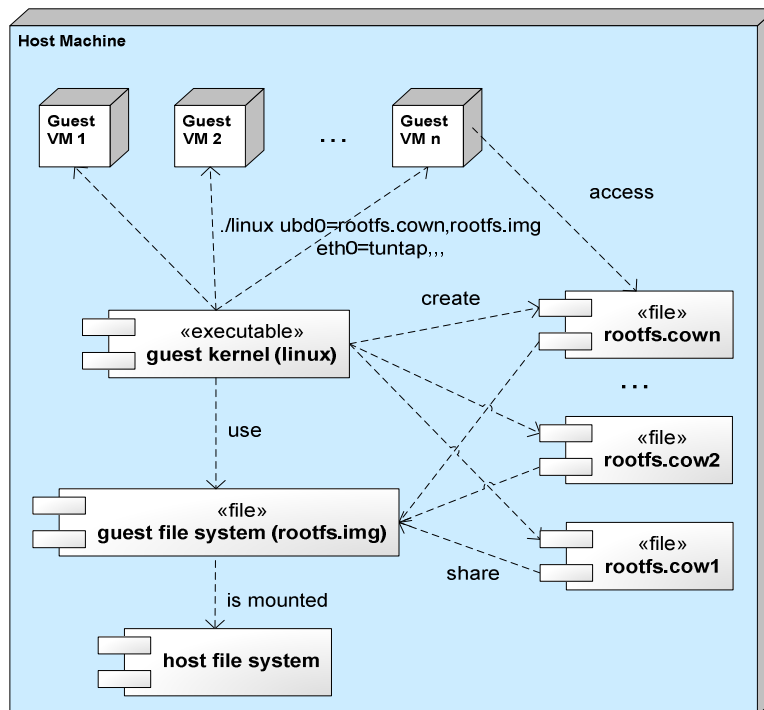 Host Machine
Guest
VM 1
Guest
VM 2
...
Guest
VM n
access
./linux ubd0=rootfs.cown,rootfs.img
eth0=tuntap,,,
create
«executable»
guest kernel (linux)
«file»
rootfs.cown
...
use
«file»
rootfs.cow2
«file»
guest file system (rootfs.img)
«file»
rootfs.cow1
share
is mounted
host file system